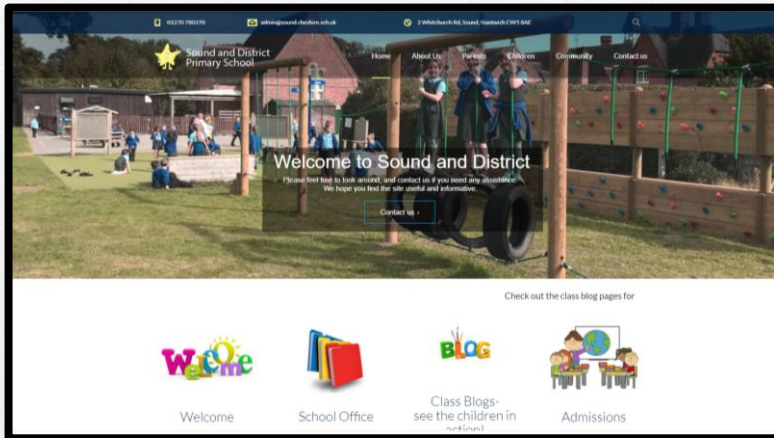 01270 780270 admin@sound.cheshire.sch.uk 2 Whitchurch Rd, Sound, Nantwich CW5 8AE
Sound and District
Primary School
Home About Us Parents Children Community Contact us
Welcome to Sound and District
Please feel free to look around, and contact us if you need any assistance.
We hope you find the site useful and informative.
Contact us ›
Check out the class blog pages for
Welcome
BLOG
Welcome
School Office
Class Blogs-
see the children in
action!
Admissions